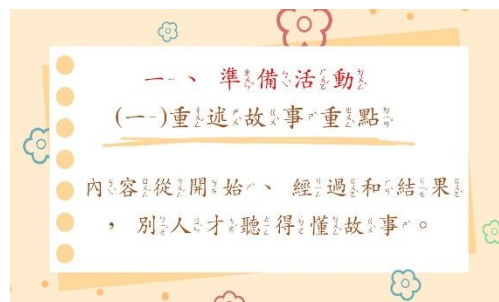 一、準備活動
(一)重述故事重點
內容從開始、經過和結果
，別人才聽得懂故事。